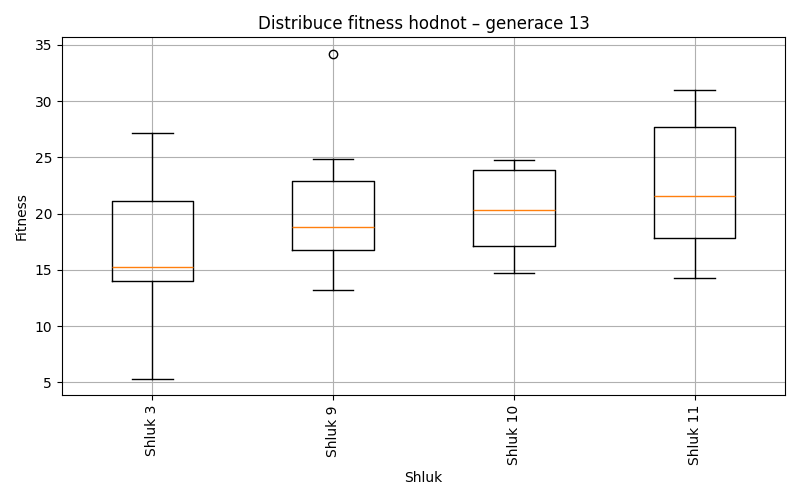 Distribuce fitness hodnot – generace 13
35
30
25
20
15
10
5
Fitness
Shluk 3
Shluk 9
Shluk 10
Shluk 11
Shluk